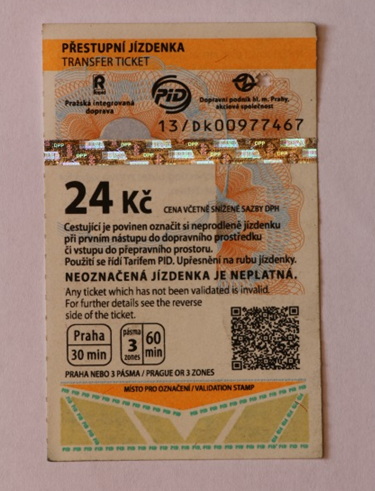 PŘESTUPNÍ JÍZDENKA
TRANSFER TICKET
R
PID
Pražská integrovaná
doprava
Dopravní podnik hl. m. Prahy,
akciová společnost
13/Dk00977467
DPP DPP DPP DPP
24 Kč CENA VČETNĚ SNÍŽENÉ SAZBY DPH
Cestující je povinen označit si neprodleně jízdenku
při prvním nástupu do dopravního prostředku
či vstupu do přepravního prostoru.
Použití se řídí Tarifem PID. Upřesnění na rubu jízdenky.
NEOZNAČENÁ JÍZDENKA JE NEPLATNÁ.
Any ticket which has not been validated is invalid.
For further details see the reverse
side of the ticket.
Praha
30 min
pásma
3
zones
60
min
PRAHA NEBO 3 PÁSMA / PRAGUE OR 3 ZONES
MÍSTO PRO OZNAČENÍ / VALIDATION STAMP